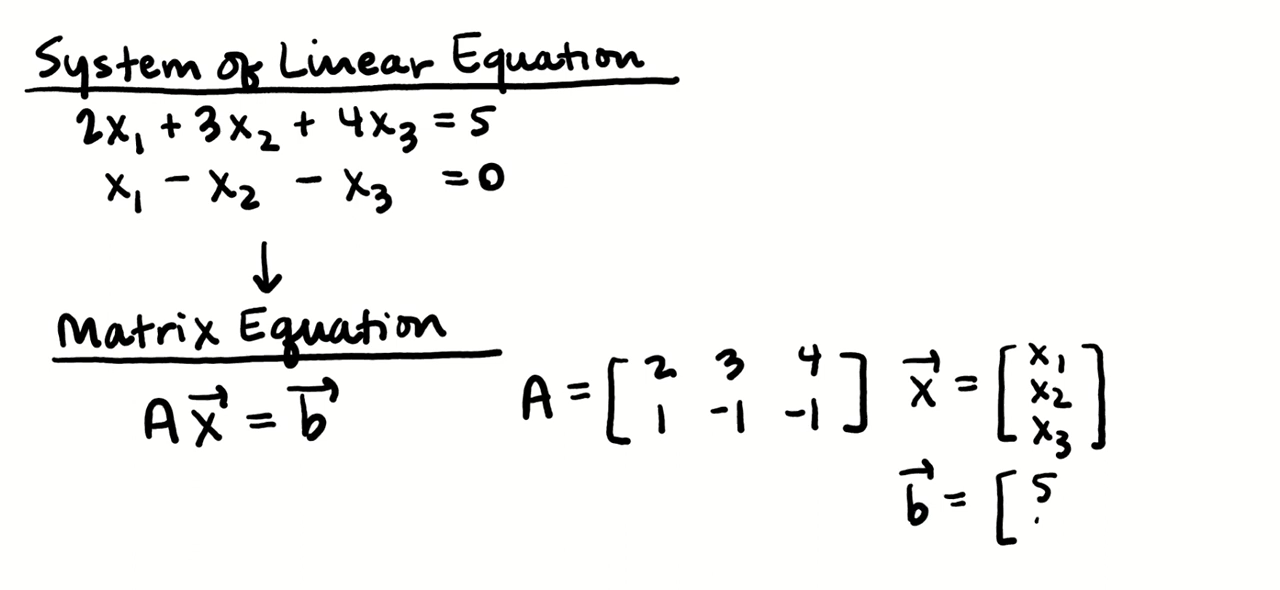 System of Linear Equation
2x₁ + 3x₂ + 4x₃ = 5
x₁ − x₂ − x₃ = 0
↓
Matrix Equation
Ax⃗ = b⃗
A = [ 2 3 4
1 -1 -1 ]
x⃗ = [ x₁
x₂
x₃ ]
b⃗ = [ 5